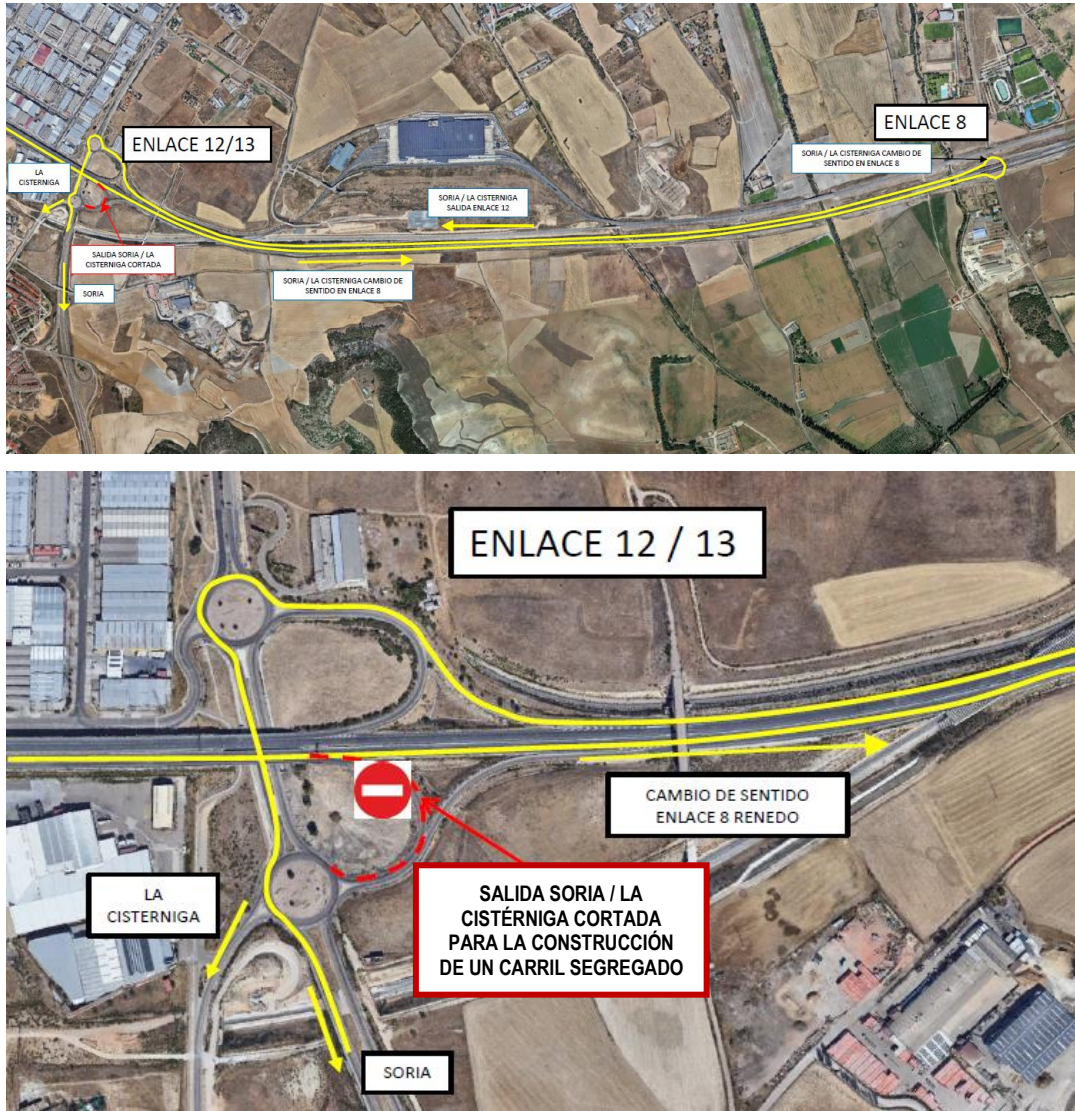 ENLACE 12/13
ENLACE 8
SORIA / LA CISTERNIGA CAMBIO DE
SENTIDO EN ENLACE 8
LA
CISTERNIGA
SORIA / LA CISTERNIGA
SALIDA ENLACE 12
SALIDA SORIA / LA
CISTERNIGA CORTADA
SORIA / LA CISTERNIGA CAMBIO DE
SENTIDO EN ENLACE 8
SORIA
ENLACE 12 / 13
CAMBIO DE SENTIDO
ENLACE 8 RENEDO
LA
CISTERNIGA
SALIDA SORIA / LA
CISTÉRNIGA CORTADA
PARA LA CONSTRUCCIÓN
DE UN CARRIL SEGREGADO
SORIA